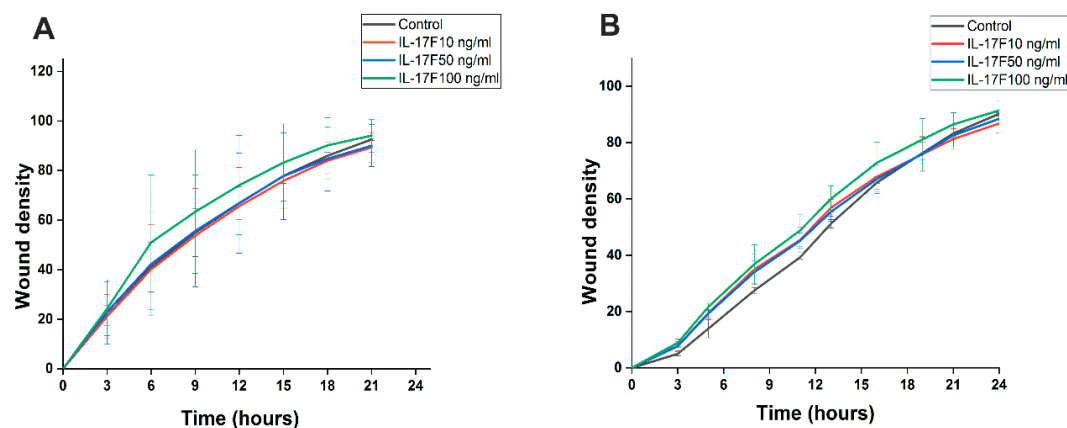 A
Control
IL-17F10 ng/ml
IL-17F50 ng/ml
IL-17F100 ng/ml
120
100
80
60
40
20
0
Wound density
0 3 6 9 12 15 18 21 24
Time (hours)
B
Control
IL-17F10 ng/ml
IL-17F50 ng/ml
IL-17F100 ng/ml
100
80
60
40
20
0
Wound density
0 3 6 9 13 16 19 21 24
Time (hours)